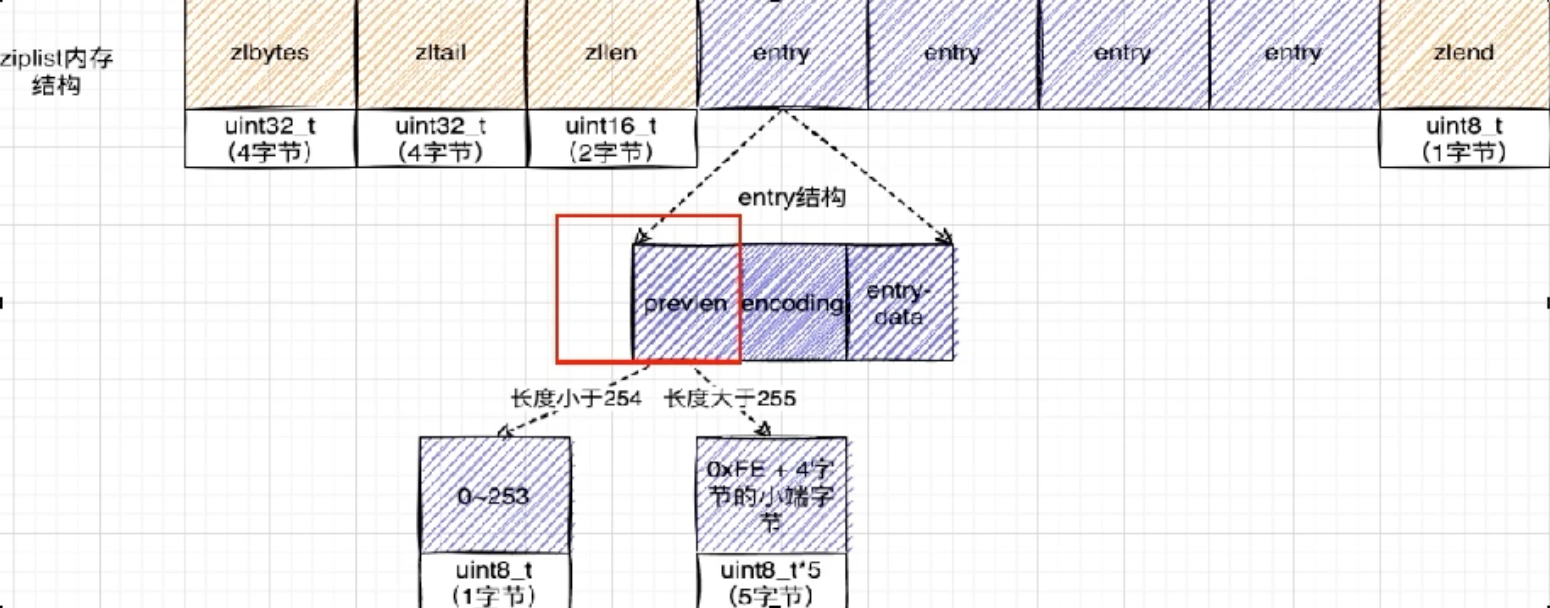 ziplist内存
结构
zlbytes
zltail
zllen
entry
entry
entry
entry
zlend
uint32_t
(4字节)
uint32_t
(4字节)
uint16_t
(2字节)
uint8_t
(1字节)
entry结构
prevlen
encoding
entry-
data
长度小于254
长度大于255
0~253
0xFE + 4字
节的小端字
节
uint8_t
(1字节)
uint8_t*5
(5字节)